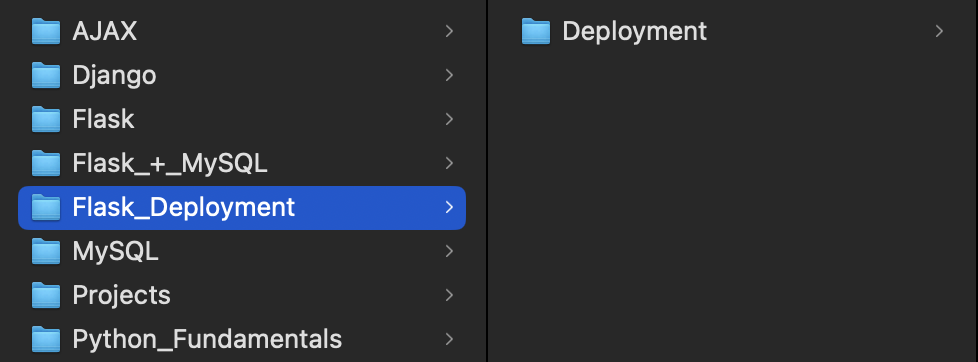 AJAX
Django
Flask
Flask_+_MySQL
Flask_Deployment
MySQL
Projects
Python_Fundamentals
Deployment